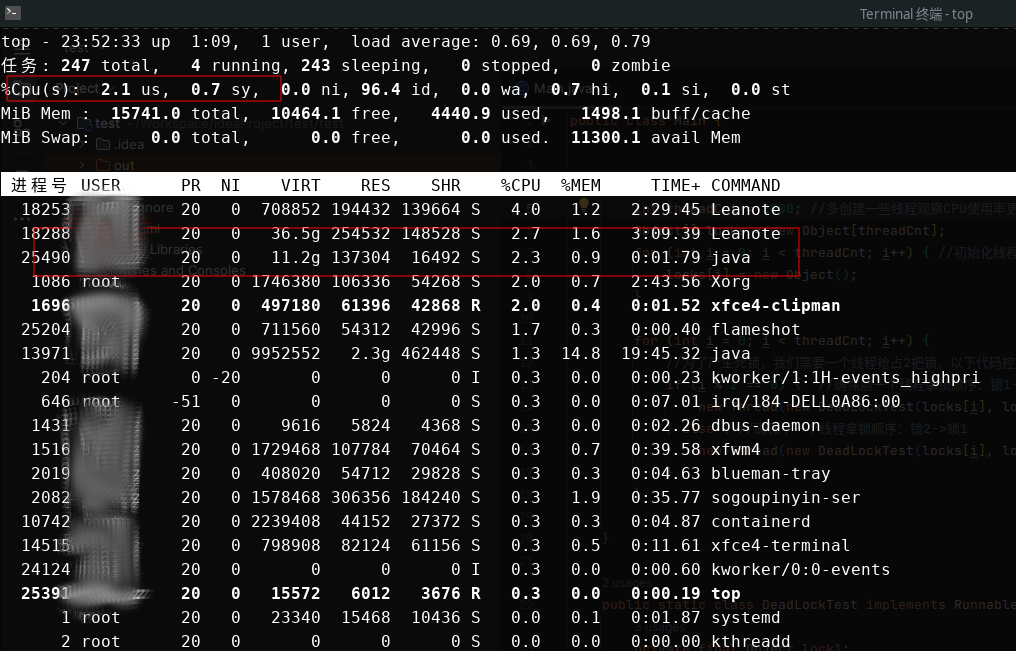 Terminal 终端 - top
top - 23:52:33 up  1:09,  1 user,  load average: 0.69, 0.69, 0.79
任务: 247 total,   4 running, 243 sleeping,   0 stopped,   0 zombie
%Cpu(s):  2.1 us,  0.7 sy,  0.0 ni, 96.4 id,  0.0 wa,  0.7 hi,  0.1 si,  0.0 st
MiB Mem :  15741.0 total,  10464.1 free,   4440.9 used,   1498.1 buff/cache
MiB Swap:      0.0 total,      0.0 free,      0.0 used.  11300.1 avail Mem
进程号 USER      PR  NI    VIRT    RES    SHR    %CPU  %MEM     TIME+ COMMAND
18253 20 0 708852 194432 139664 S 4.0 1.2 2:29.45 Leanote
18288 20 0 36.5g 254532 148528 S 2.7 1.6 3:09.39 Leanote
25490 20 0 11.2g 137304 16492 S 2.3 0.9 0:01.79 java
1086 root 20 0 1746380 106336 54268 S 2.0 0.7 2:43.56 Xorg
1696 20 0 497180 61396 42868 R 2.0 0.4 0:01.52 xfce4-clipman
25204 20 0 711560 54312 42996 S 1.7 0.3 0:00.40 flameshot
13971 20 0 9952552 2.3g 462448 S 1.3 14.8 19:45.32 java
204 root 0 -20 0 0 0 I 0.3 0.0 0:00.23 kworker/1:1H-events_highpri
646 root -51 0 0 0 0 S 0.3 0.0 0:07.01 irq/184-DELL0A86:00
1431 20 0 9616 5824 4368 S 0.3 0.0 0:02.26 dbus-daemon
1516 20 0 1729468 107784 70464 S 0.3 0.7 0:39.58 xfwm4
2019 20 0 408020 54712 29828 S 0.3 0.3 0:04.63 blueman-tray
2082 20 0 1578468 306356 184240 S 0.3 1.9 0:35.77 sogoupinyin-ser
10742 20 0 2239408 44152 27372 S 0.3 0.3 0:04.87 containerd
14515 20 0 798908 82124 61156 S 0.3 0.5 0:11.61 xfce4-terminal
24124 20 0 0 0 0 I 0.3 0.0 0:00.60 kworker/0:0-events
25391 20 0 15572 6012 3676 R 0.3 0.0 0:00.19 top
1 root 20 0 23340 15468 10436 S 0.0 0.1 0:01.87 systemd
2 root 20 0 0 0 0 S 0.0 0.0 0:00.00 kthreadd